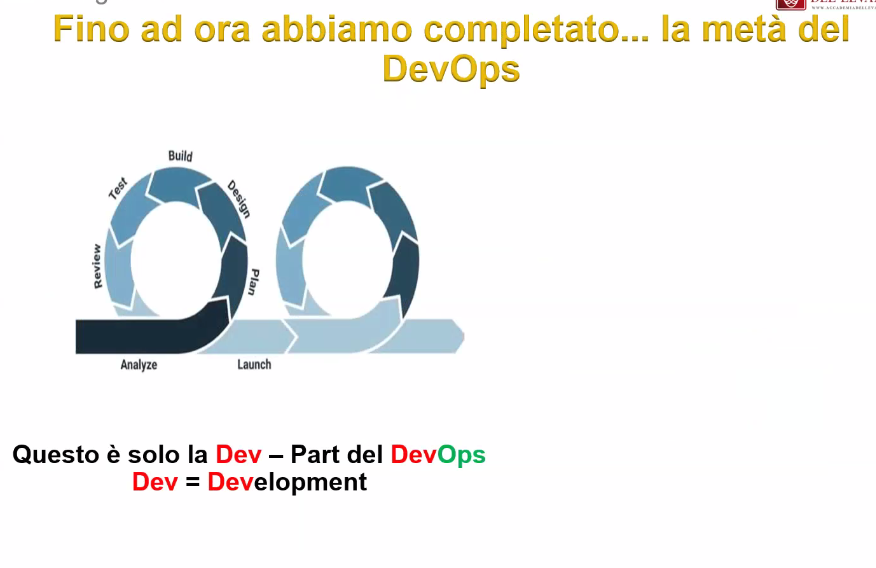 Fino ad ora abbiamo completato... la metà del
DevOps
Build
Test
Design
Review
Plan
Analyze
Launch
Questo è solo la Dev – Part del DevOps
Dev = Development